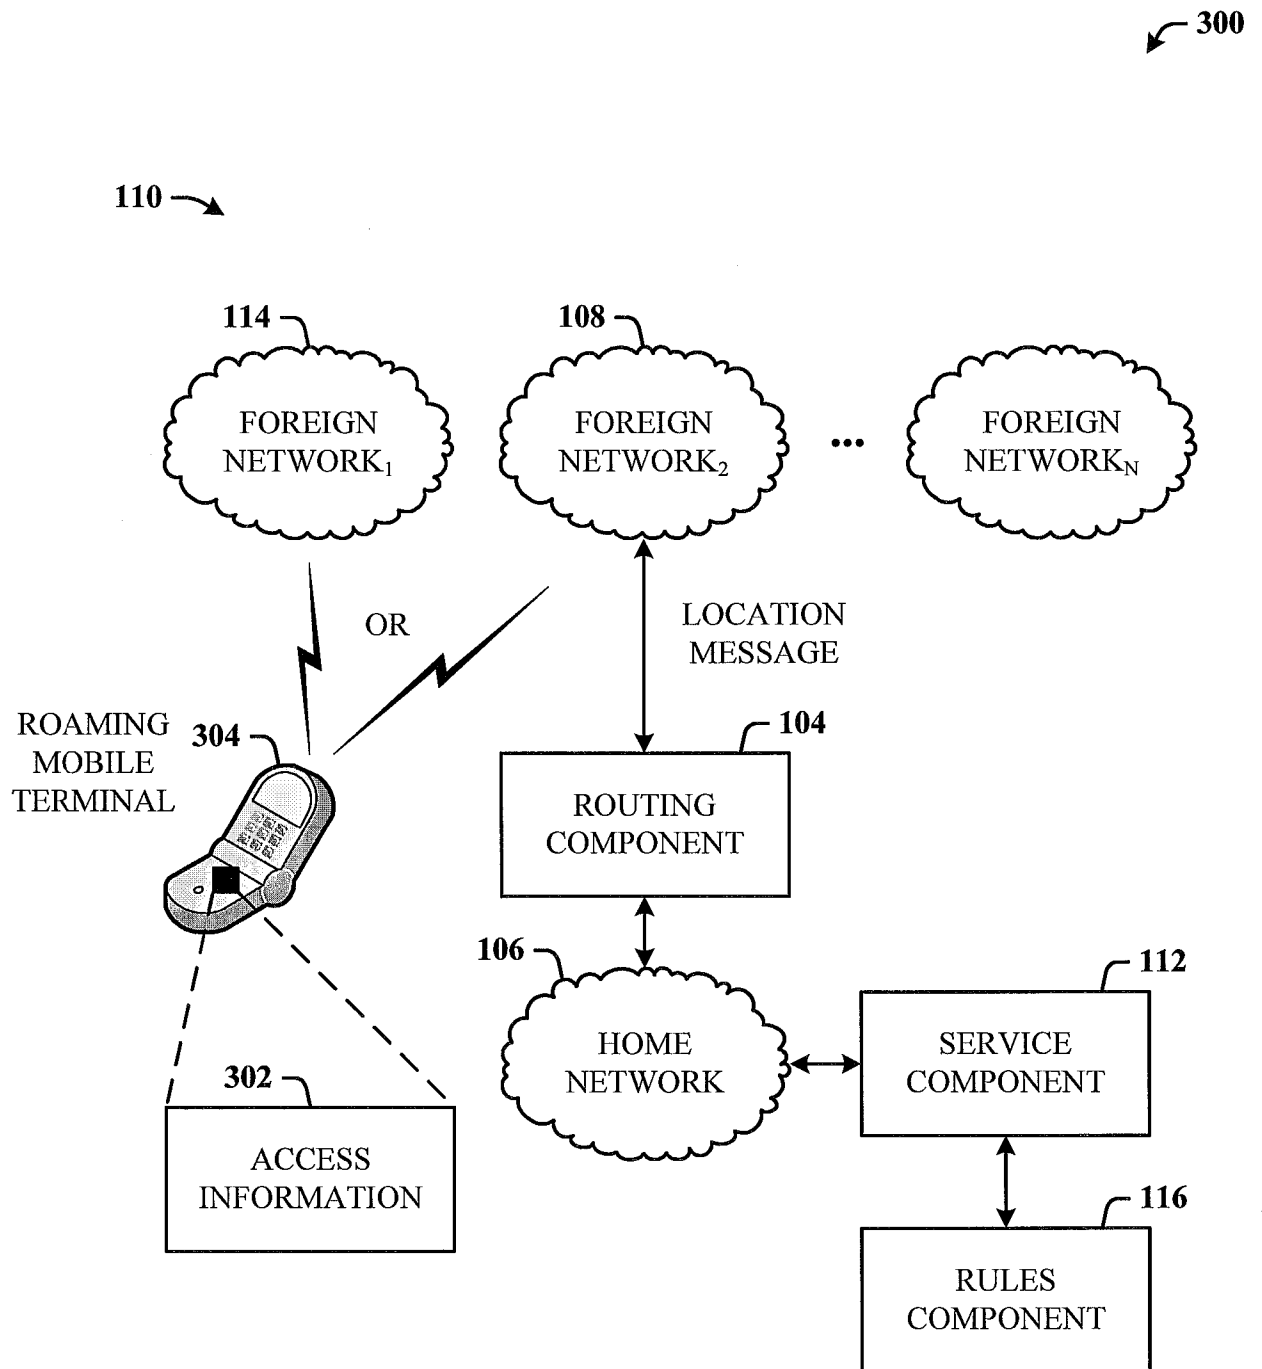 300
110
114
108
FOREIGN
NETWORK₁
FOREIGN
NETWORK₂
...
FOREIGN
NETWORKN
OR
LOCATION
MESSAGE
ROAMING
MOBILE
TERMINAL
304
104
ROUTING
COMPONENT
106
112
HOME
NETWORK
SERVICE
COMPONENT
302
ACCESS
INFORMATION
116
RULES
COMPONENT